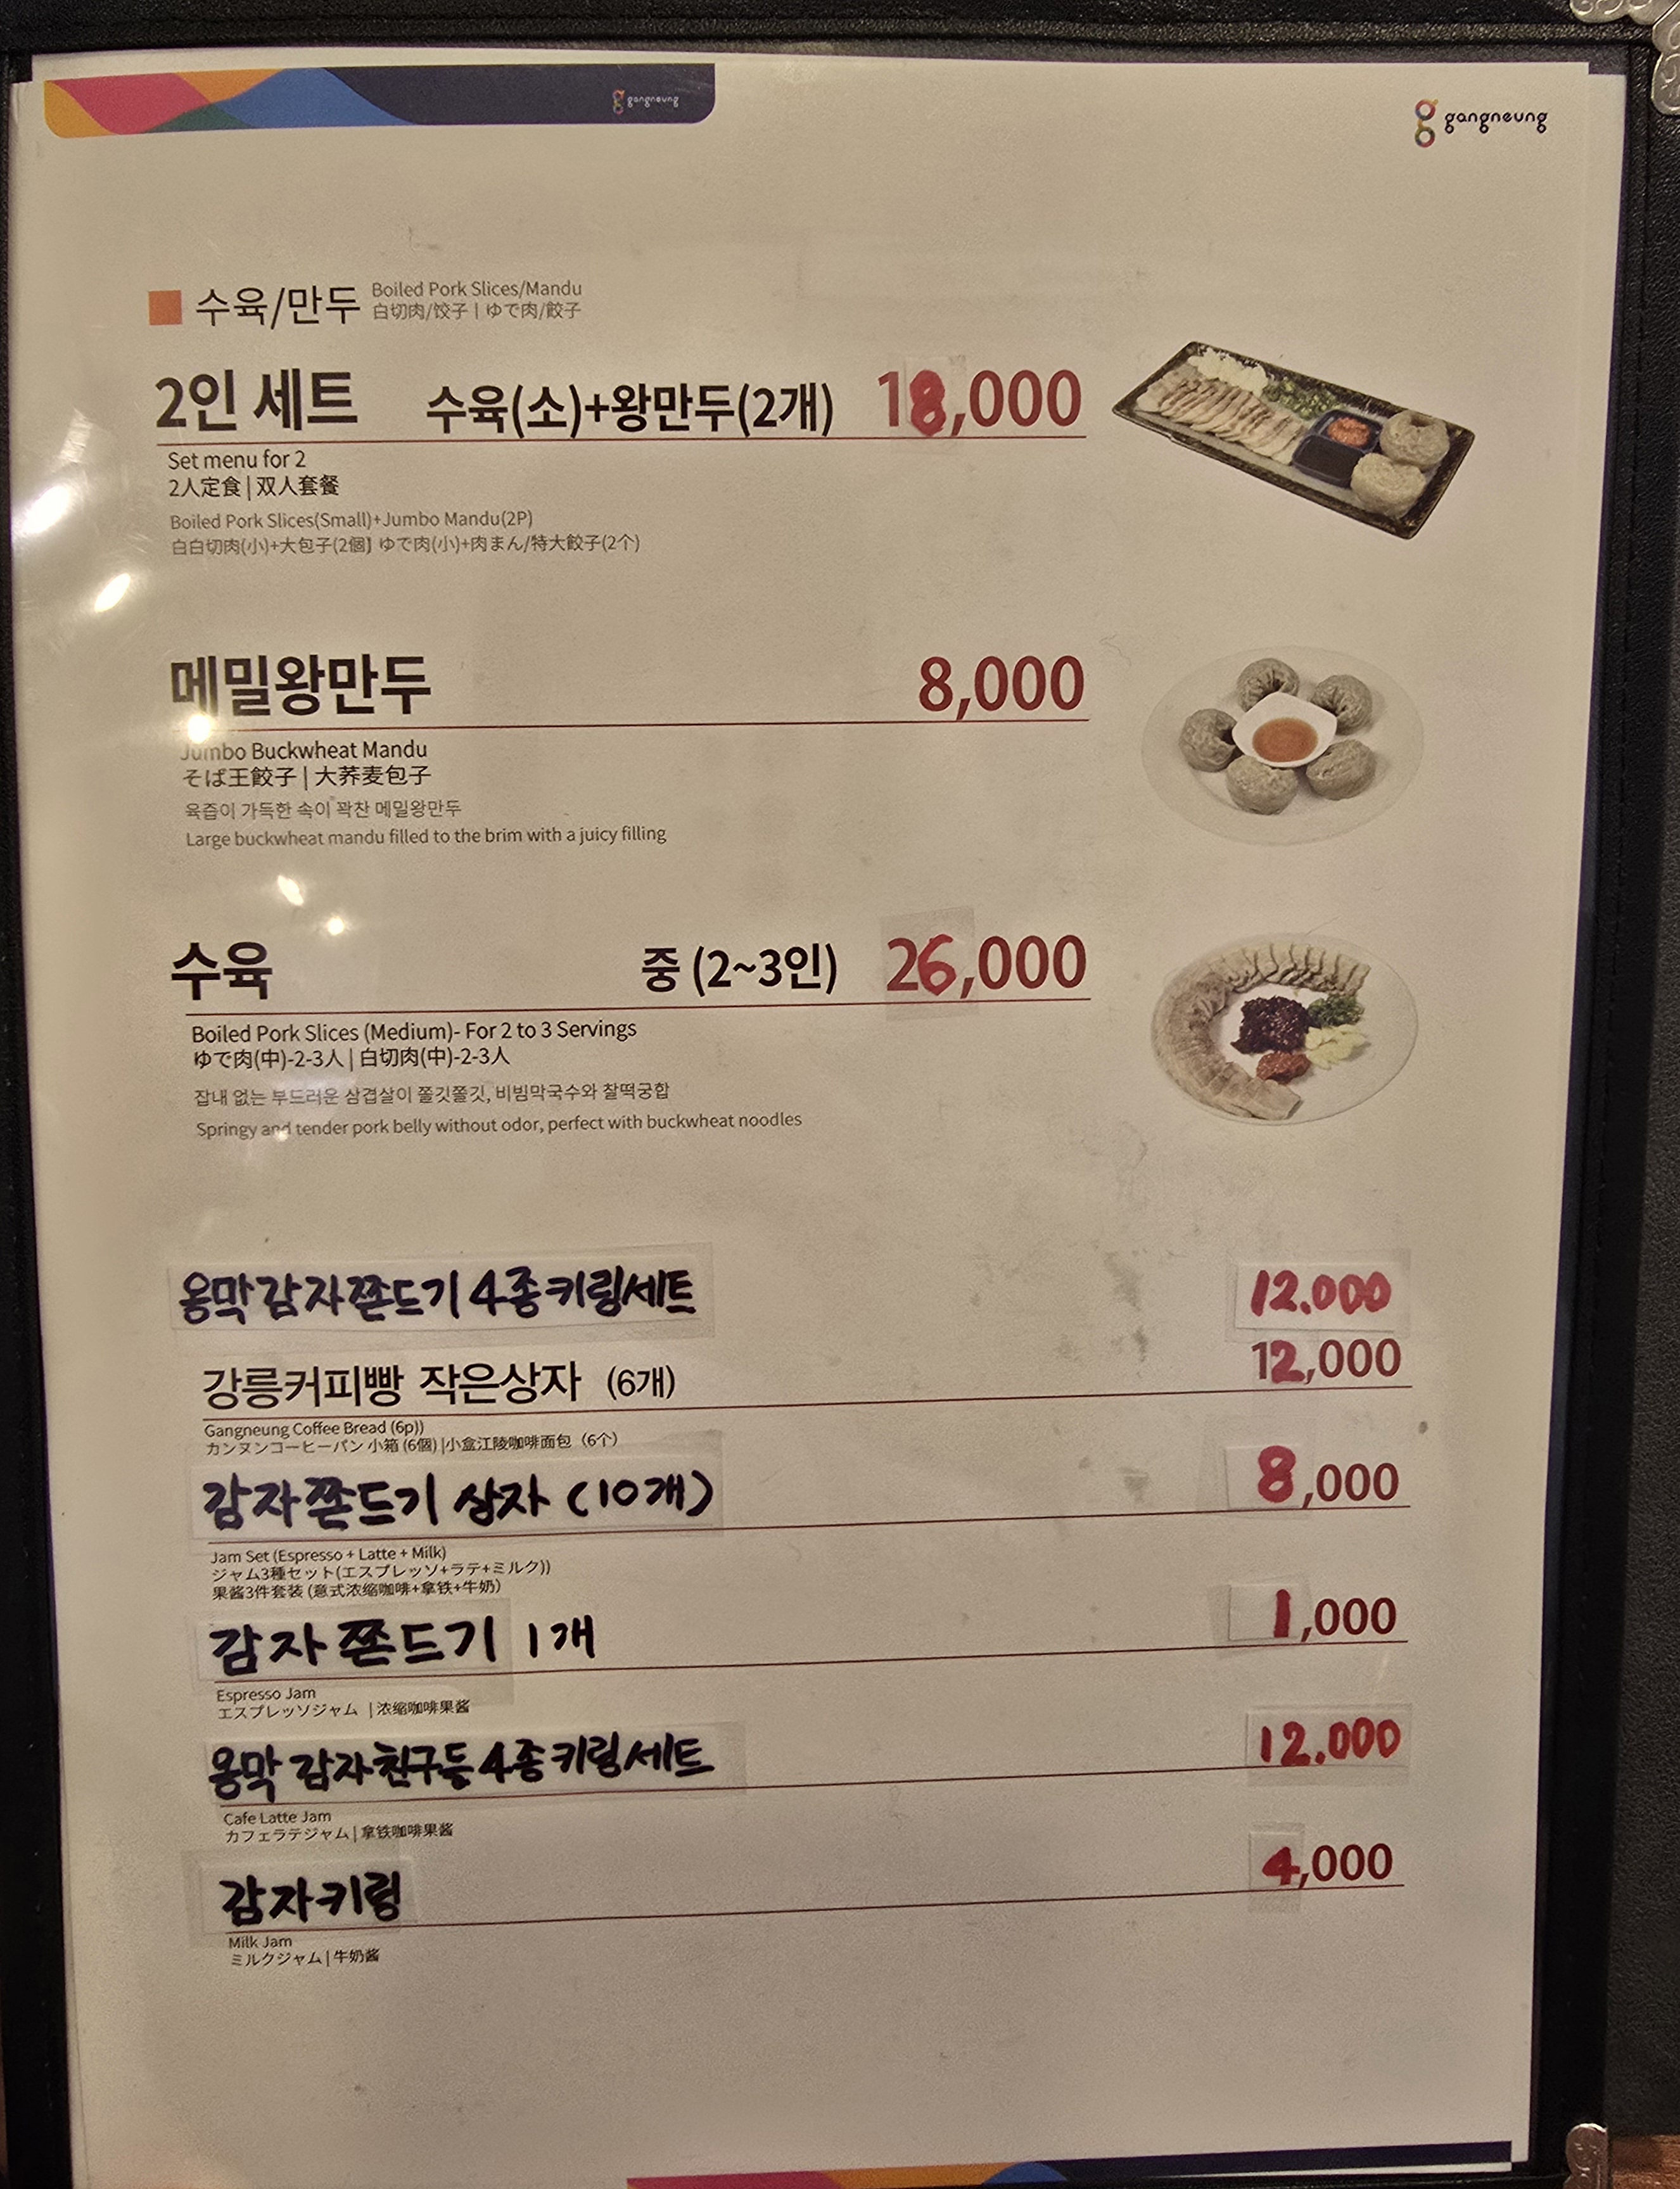 gangneung
gangneung
수육/만두
Boiled Pork Slices/Mandu
白切肉/饺子 | ゆで肉/餃子
2인 세트 수육(소)+왕만두(2개) 18,000
Set menu for 2
2人定食 | 双人套餐
Boiled Pork Slices(Small)+Jumbo Mandu(2P)
白白切肉(小)+大包子(2個】ゆで肉(小)+肉まん/特大餃子(2个)
메밀왕만두 8,000
Jumbo Buckwheat Mandu
そば王餃子 | 大荞麦包子
육즙이 가득한 속이 꽉찬 메밀왕만두
Large buckwheat mandu filled to the brim with a juicy filling
수육 중 (2~3인) 26,000
Boiled Pork Slices (Medium)- For 2 to 3 Servings
ゆで肉(中)-2-3人 | 白切肉(中)-2-3人
잡내 없는 부드러운 삼겹살이 쫄깃쫄깃, 비빔막국수와 찰떡궁합
Springy and tender pork belly without odor, perfect with buckwheat noodles
옹막감자쫀드기 4종키링세트 12.000
강릉커피빵 작은상자 (6개) 12,000
Gangneung Coffee Bread (6p))
カンヌンコーヒーパン 小箱 (6個) |小盒江陵咖啡面包（6个）
감자쫀드기 상자 (10개) 8,000
Jam Set (Espresso + Latte + Milk)
ジャム3種セット(エスプレッソ+ラテ+ミルク))
果酱3件套装 (意式浓缩咖啡+拿铁+牛奶)
감자쫀드기 1개 1,000
Espresso Jam
エスプレッソジャム | 浓缩咖啡果酱
옹막 감자친구들 4종 키링세트 12.000
Cafe Latte Jam
カフェラテジャム | 拿铁咖啡果酱
감자키링 4,000
Milk Jam
ミルクジャム | 牛奶酱